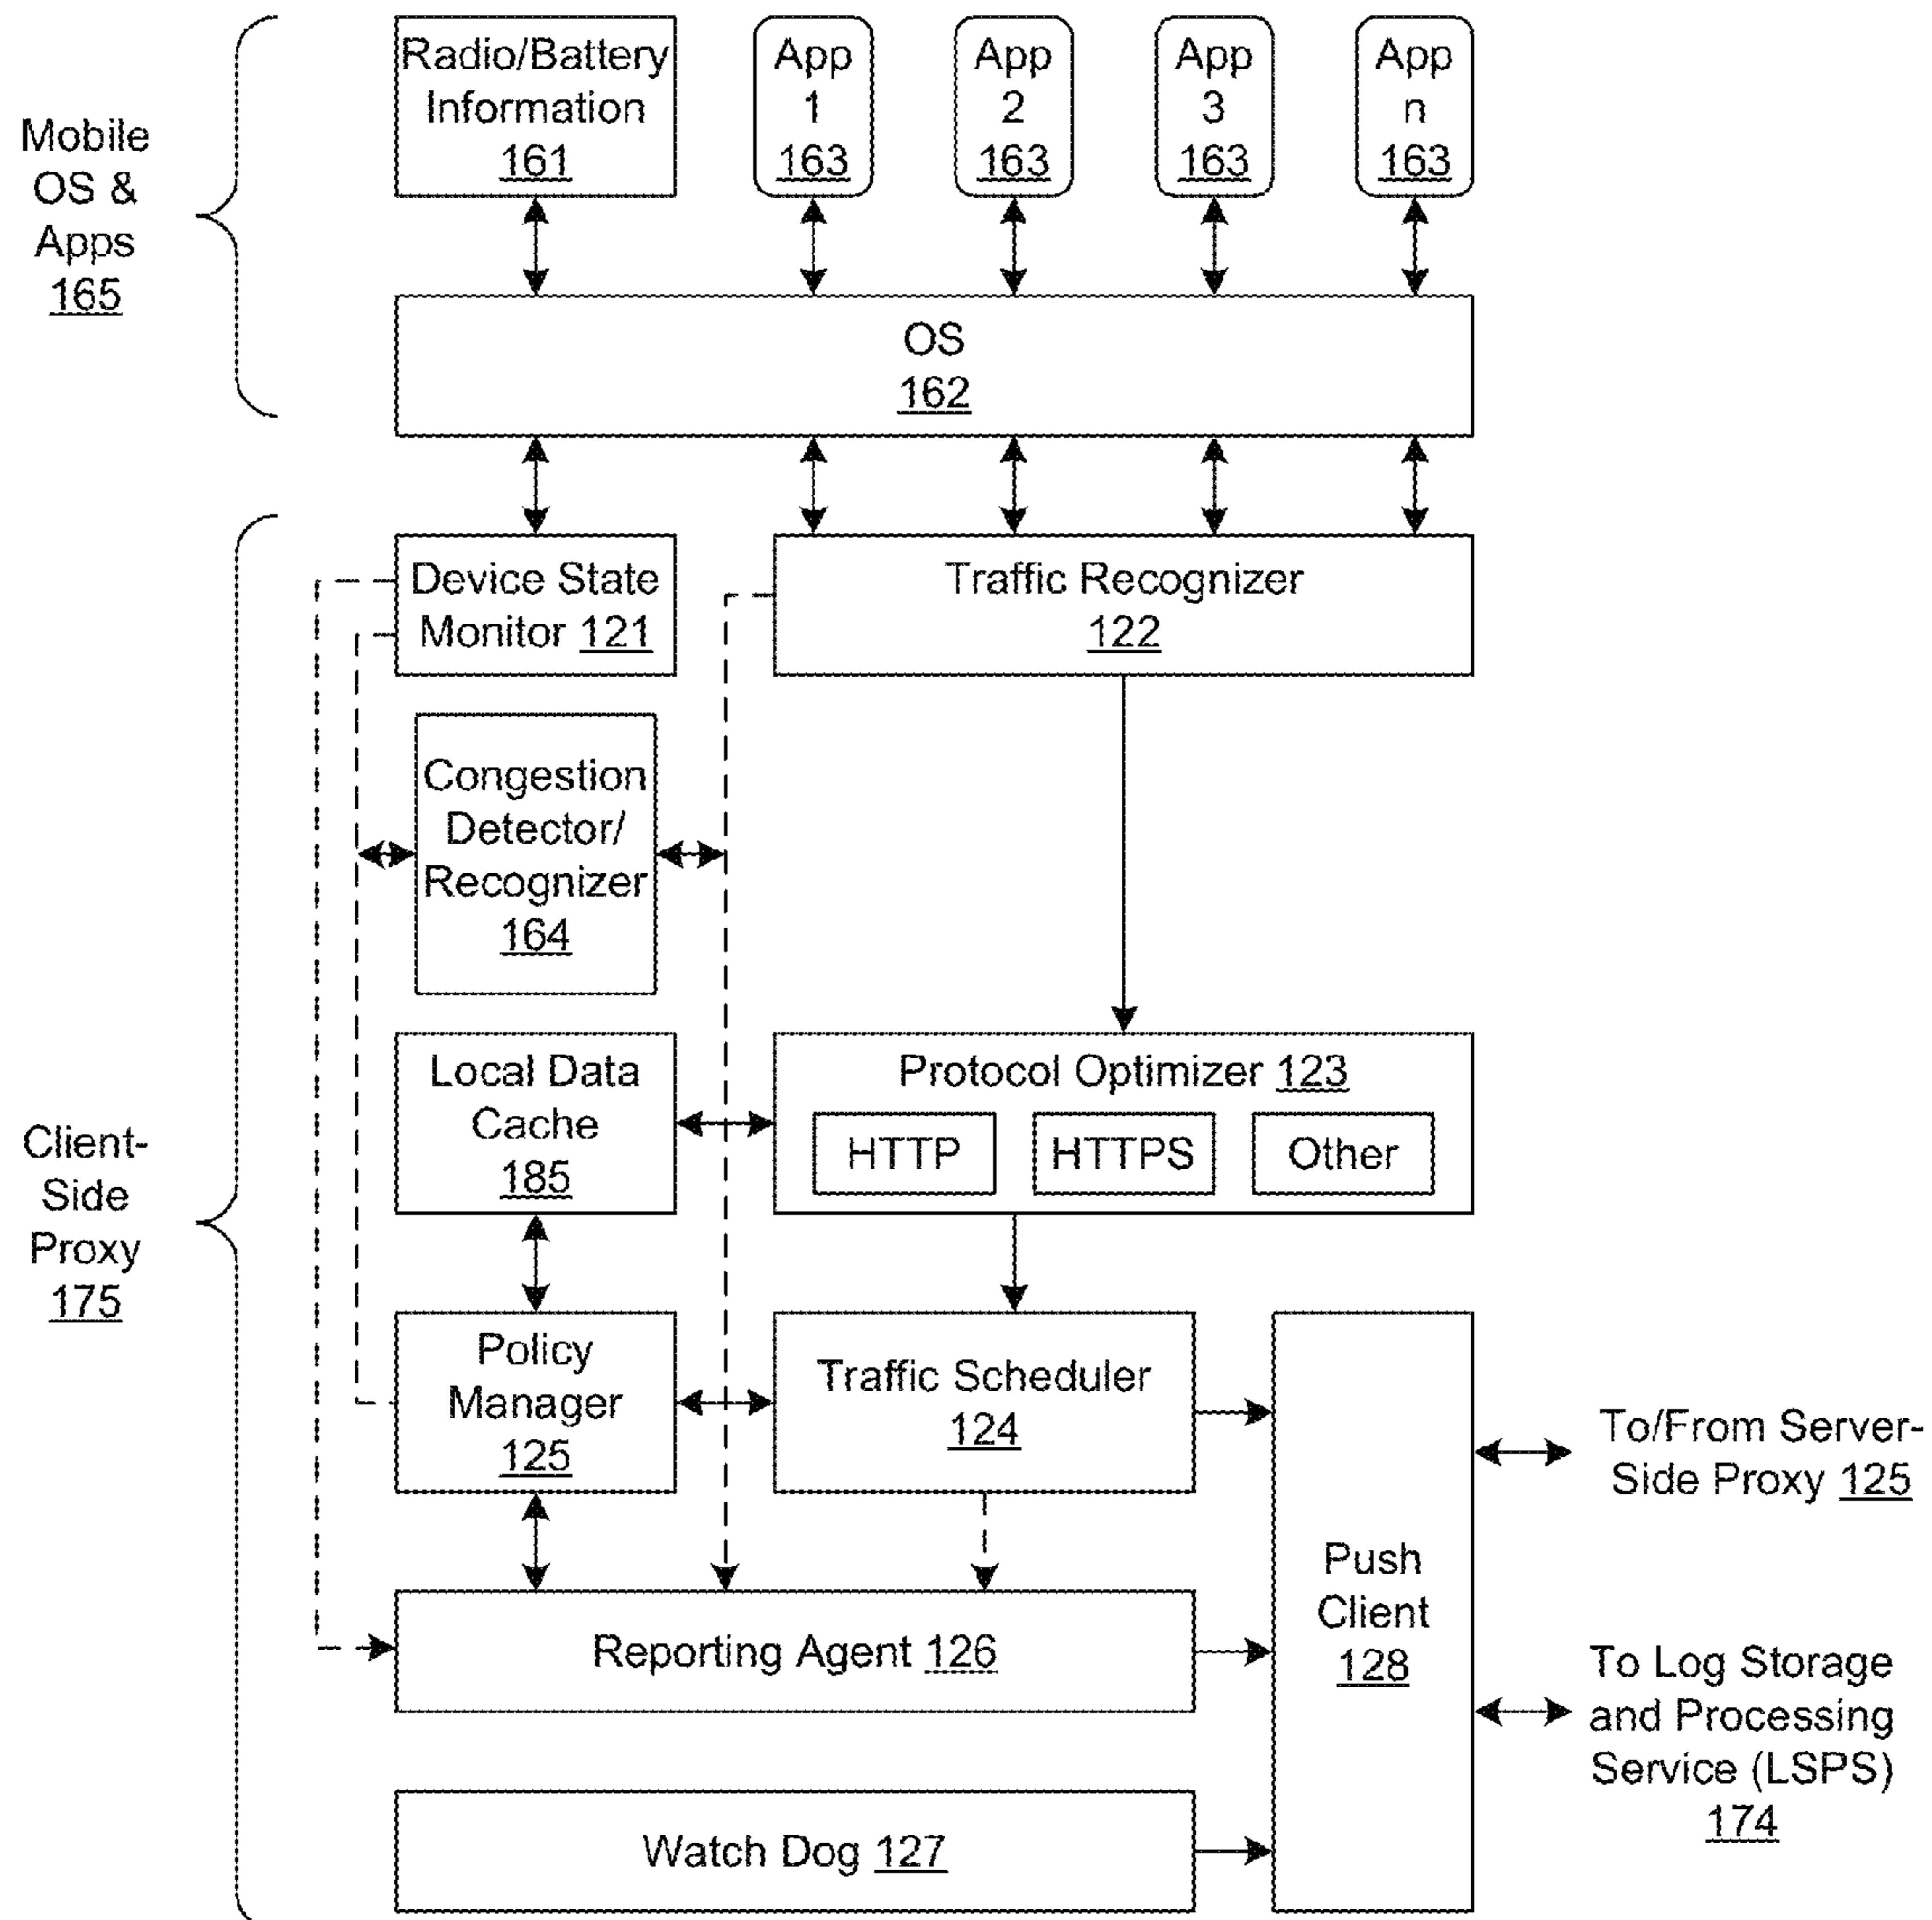 Mobile
OS &
Apps
165
Radio/Battery
Information
161
App
1
163
App
2
163
App
3
163
App
n
163
OS
162
Client-
Side
Proxy
175
Device State
Monitor 121
Traffic Recognizer
122
Congestion
Detector/
Recognizer
164
Local Data
Cache
185
Protocol Optimizer 123
HTTP
HTTPS
Other
Policy
Manager
125
Traffic Scheduler
124
Push
Client
128
To/From Server-
Side Proxy 125
Reporting Agent 126
To Log Storage
and Processing
Service (LSPS)
174
Watch Dog 127